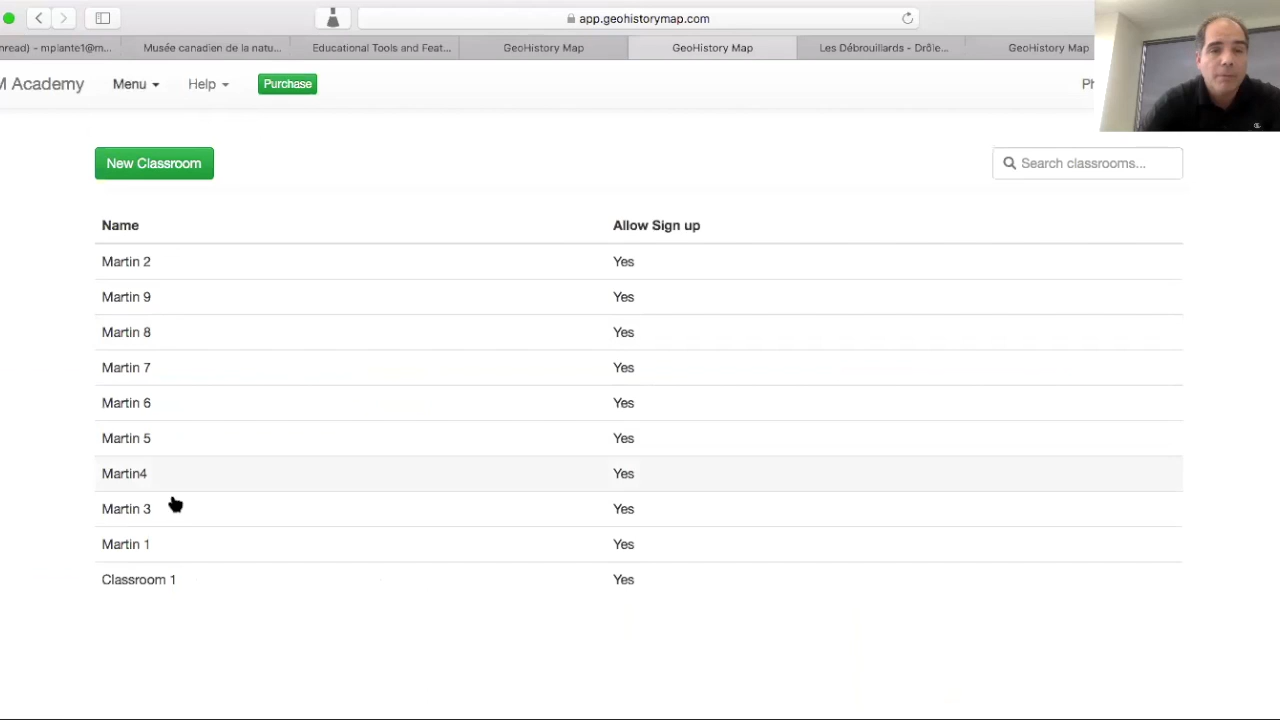 app.geohistorymap.com
nread) - mplante1@m... Musée canadien de la natu... Educational Tools and Feat... GeoHistory Map GeoHistory Map Les Débrouillards - Drôle... GeoHistory Map
M Academy Menu Help Purchase Ph
New Classroom Search classrooms...
Name Allow Sign up
Martin 2 Yes
Martin 9 Yes
Martin 8 Yes
Martin 7 Yes
Martin 6 Yes
Martin 5 Yes
Martin4 Yes
Martin 3 Yes
Martin 1 Yes
Classroom 1 Yes